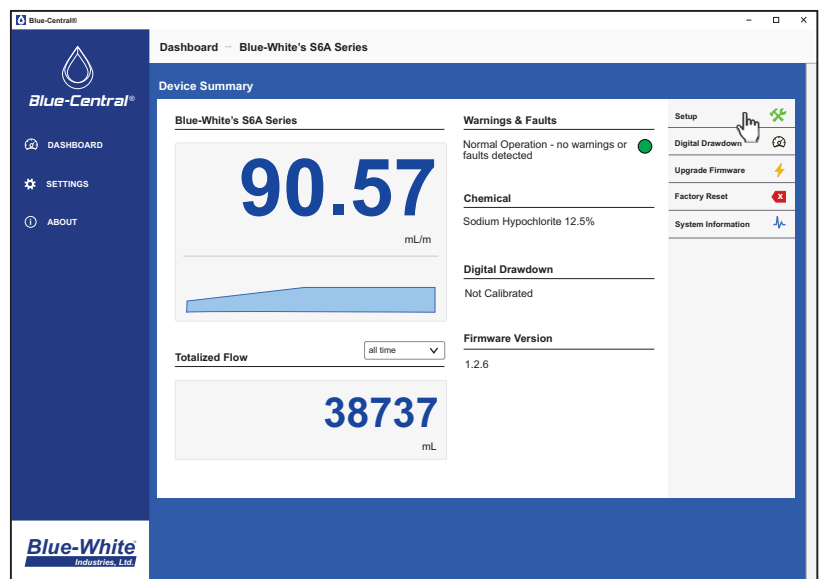 Blue-Central®
Dashboard – Blue-White's S6A Series
Blue-Central®
DASHBOARD
SETTINGS
ABOUT
Device Summary
Blue-White's S6A Series
90.57
mL/m
Totalized Flow
all time
38737
mL
Warnings & Faults
Normal Operation - no warnings or
faults detected
Chemical
Sodium Hypochlorite 12.5%
Digital Drawdown
Not Calibrated
Firmware Version
1.2.6
Setup
Digital Drawdown
Upgrade Firmware
Factory Reset
X
System Information
Blue-White
Industries, Ltd.